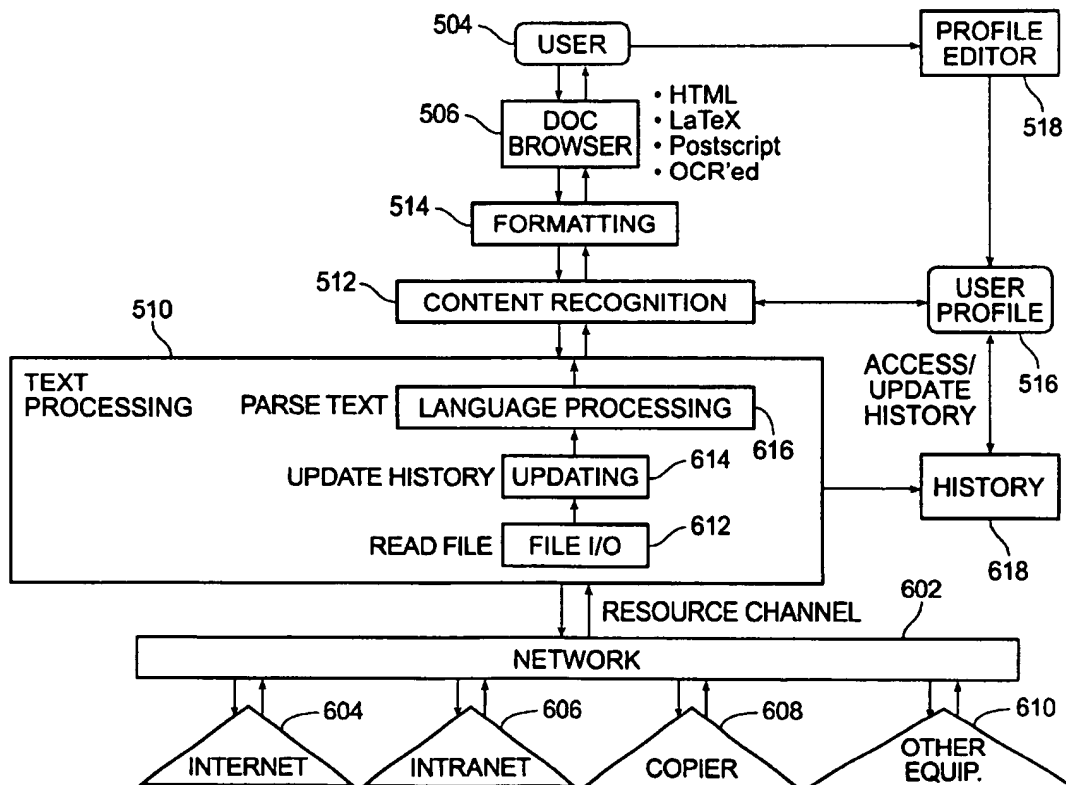 504
USER
PROFILE
EDITOR
518
506
DOC
BROWSER
• HTML
• LaTeX
• Postscript
• OCR'ed
514
FORMATTING
512
CONTENT RECOGNITION
USER
PROFILE
516
510
TEXT
PROCESSING
PARSE TEXT
LANGUAGE PROCESSING
616
ACCESS/
UPDATE
HISTORY
UPDATE HISTORY
UPDATING
614
HISTORY
618
READ FILE
FILE I/O
612
RESOURCE CHANNEL
602
NETWORK
604
INTERNET
606
INTRANET
608
COPIER
610
OTHER
EQUIP.